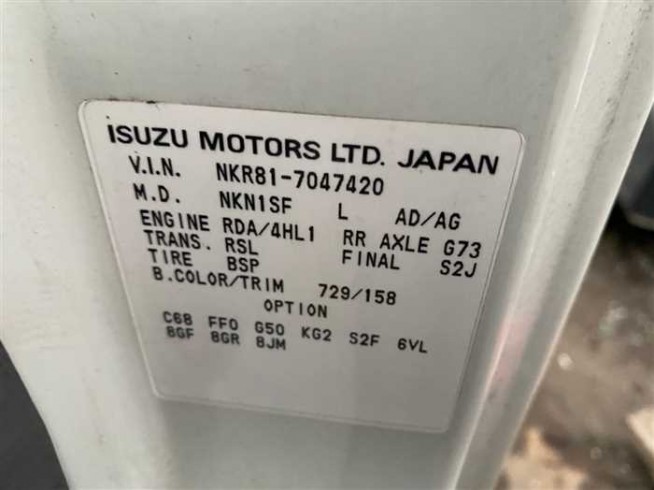 ISUZU MOTORS LTD. JAPAN
V.I.N. NKR81-7047420
M.D. NKN1SF L AD/AG
ENGINE RDA/4HL1 RR AXLE G73
TRANS. RSL FINAL S2J
TIRE BSP
B.COLOR/TRIM 729/158
OPTION
C68 FF0 G50 KG2 S2F 6VL
8GF 8GR 8JM